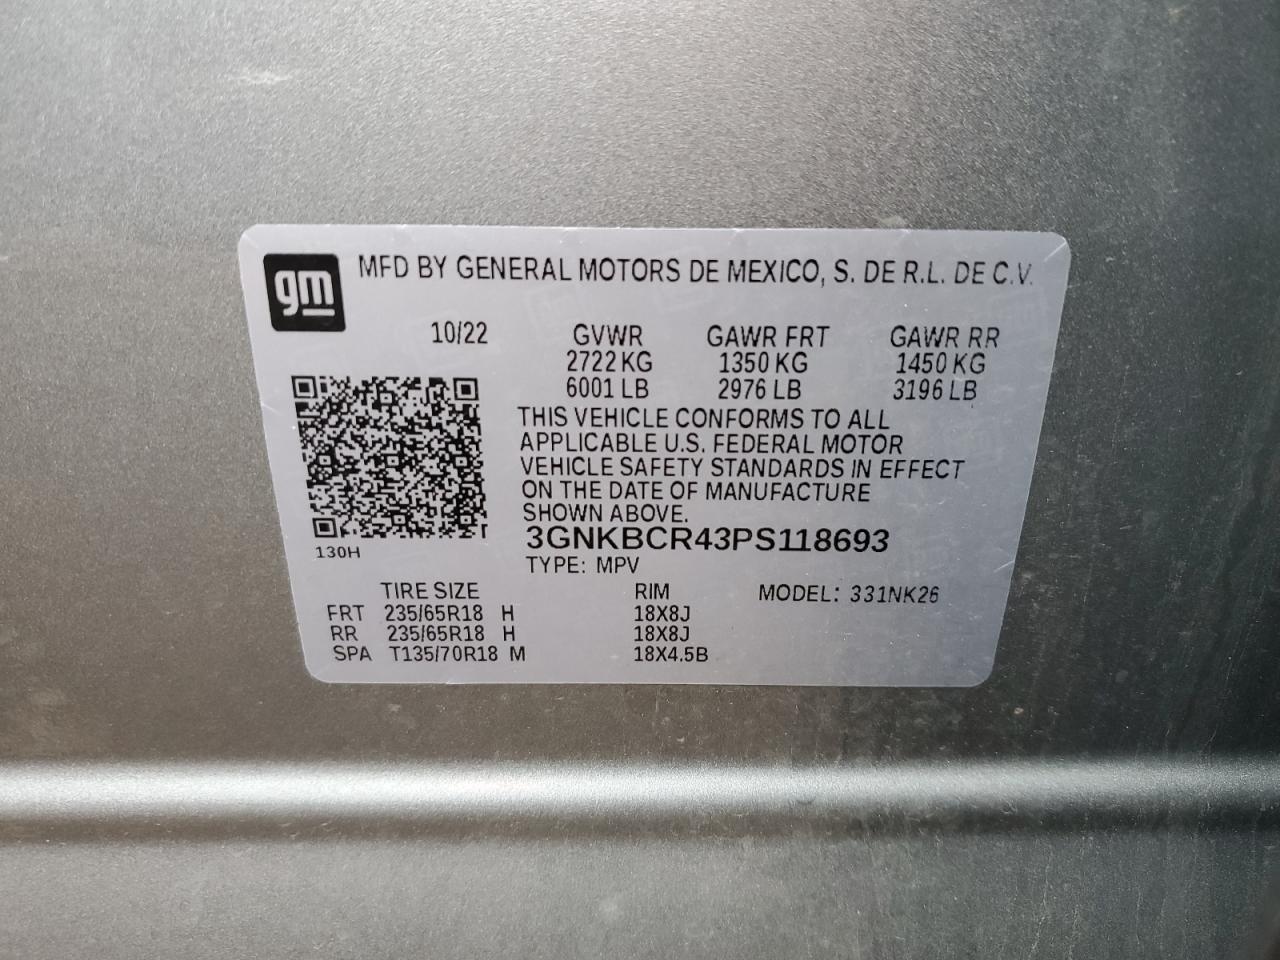 gm
MFD BY GENERAL MOTORS DE MEXICO, S. DE R.L. DE C.V.
10/22 GVWR GAWR FRT GAWR RR
2722 KG 1350 KG 1450 KG
6001 LB 2976 LB 3196 LB
THIS VEHICLE CONFORMS TO ALL
APPLICABLE U.S. FEDERAL MOTOR
VEHICLE SAFETY STANDARDS IN EFFECT
ON THE DATE OF MANUFACTURE
SHOWN ABOVE.
3GNKBCR43PS118693
130H
TYPE: MPV
TIRE SIZE RIM MODEL: 331NK26
FRT 235/65R18 H 18X8J
RR 235/65R18 H 18X8J
SPA T135/70R18 M 18X4.5B